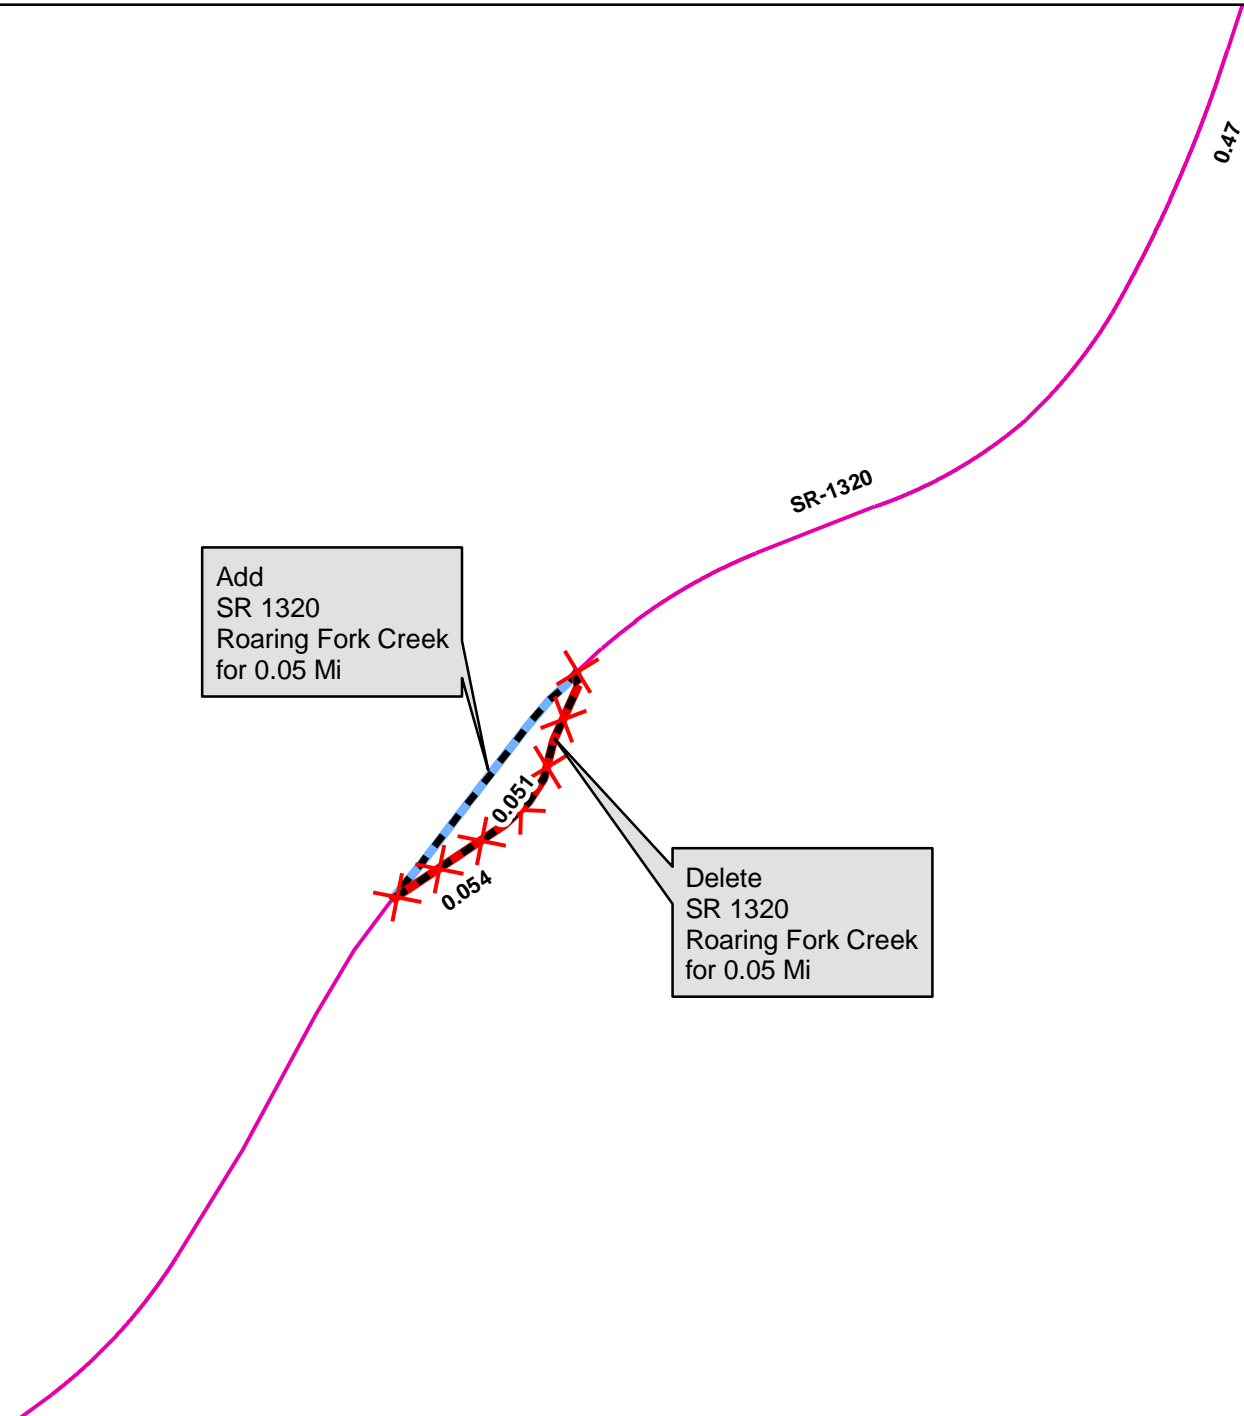 0.47
SR-1320
Add
SR 1320
Roaring Fork Creek
for 0.05 Mi
0.051
0.054
Delete
SR 1320
Roaring Fork Creek
for 0.05 Mi